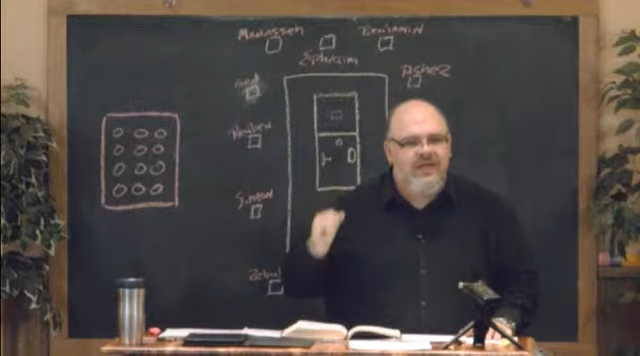 Manasseh Benjamin
Ephraim
Gad
Asher
Reuben
Simeon